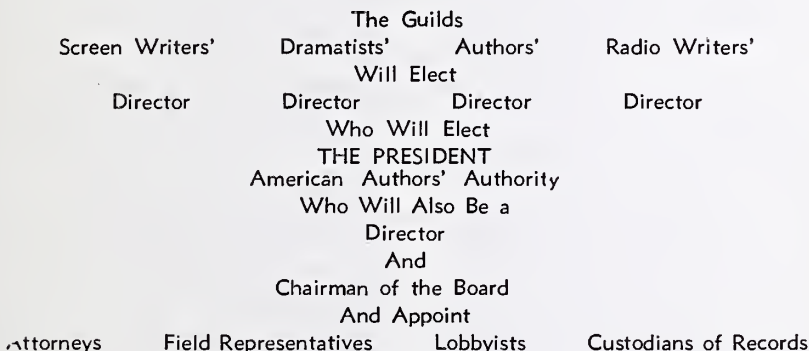 The Guilds
Screen Writers' Dramatists' Authors' Radio Writers'
Will Elect
Director Director Director Director
Who Will Elect
THE PRESIDENT
American Authors' Authority
Who Will Also Be a
Director
And
Chairman of the Board
And Appoint
Attorneys Field Representatives Lobbyists Custodians of Records